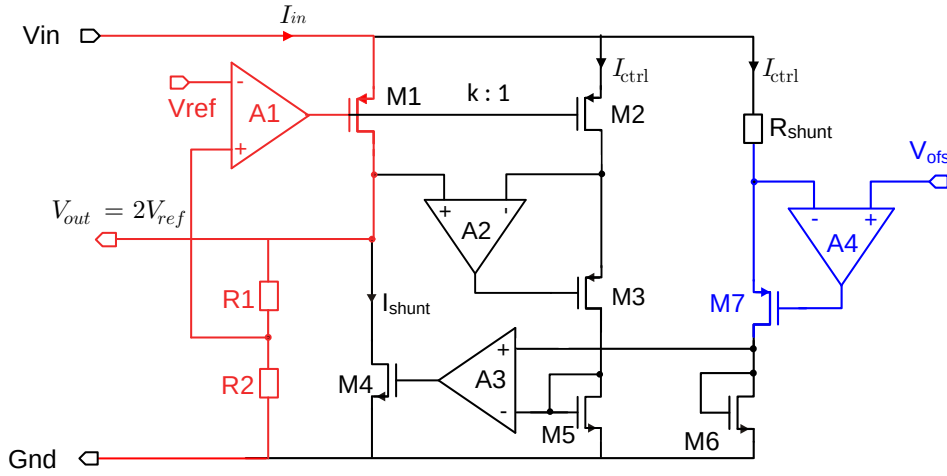 I_in
Vin
I_ctrl
I_ctrl
-
A1
+
Vref
M1
k : 1
M2
R_shunt
V_ofs
V_out = 2V_ref
+
-
A2
-
+
A4
R1
I_shunt
M3
M7
R2
M4
+
A3
-
M5
M6
Gnd